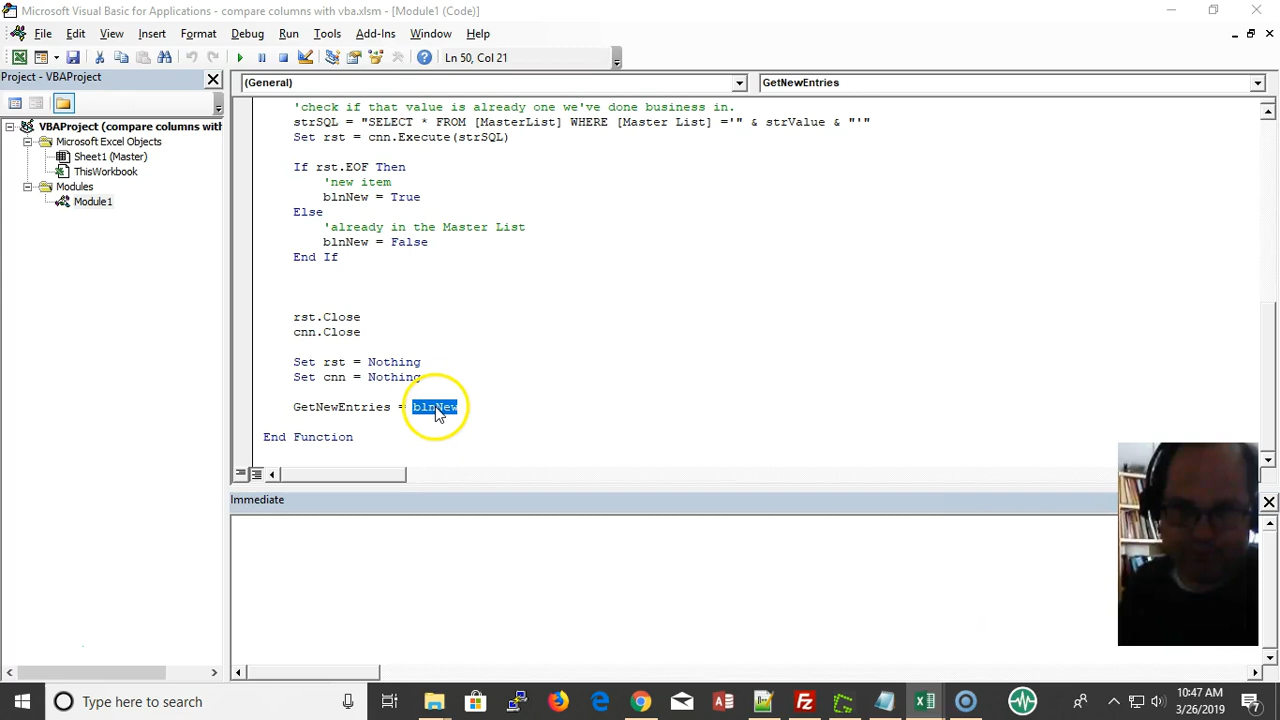 Microsoft Visual Basic for Applications - compare columns with vba.xlsm - [Module1 (Code)]
File Edit View Insert Format Debug Run Tools Add-Ins Window Help
Ln 50, Col 21
Project - VBAProject
(General)
GetNewEntries
VBAProject (compare columns with
Microsoft Excel Objects
Sheet1 (Master)
ThisWorkbook
Modules
Module1
'check if that value is already one we've done business in.
strSQL = "SELECT * FROM [MasterList] WHERE [Master List] ='" & strValue & "'"
Set rst = cnn.Execute(strSQL)
If rst.EOF Then
'new item
blnNew = True
Else
'already in the Master List
blnNew = False
End If
rst.Close
cnn.Close
Set rst = Nothing
Set cnn = Nothing
GetNewEntries = blnNew
End Function
Immediate
Type here to search
10:47 AM
3/26/2019
7